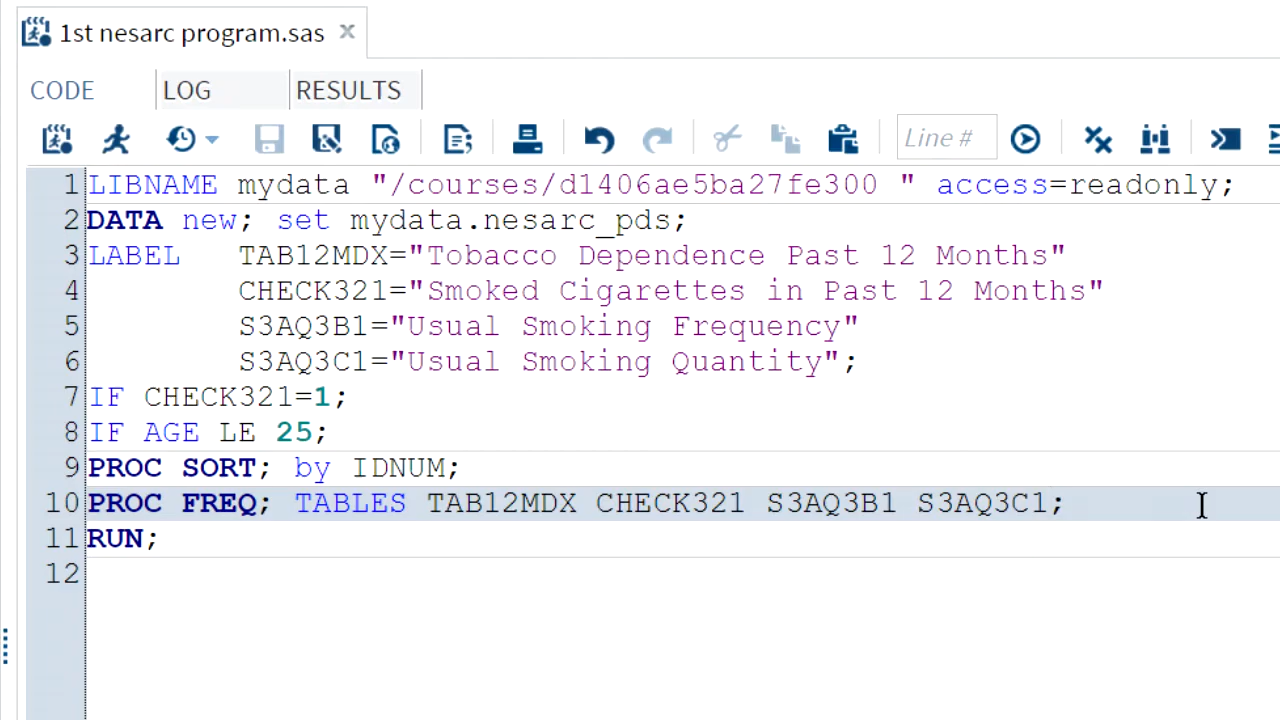 1st nesarc program.sas
CODE LOG RESULTS
Line #
1 LIBNAME mydata "/courses/d1406ae5ba27fe300 " access=readonly;
2 DATA new; set mydata.nesarc_pds;
3 LABEL TAB12MDX="Tobacco Dependence Past 12 Months"
4 CHECK321="Smoked Cigarettes in Past 12 Months"
5 S3AQ3B1="Usual Smoking Frequency"
6 S3AQ3C1="Usual Smoking Quantity";
7 IF CHECK321=1;
8 IF AGE LE 25;
9 PROC SORT; by IDNUM;
10 PROC FREQ; TABLES TAB12MDX CHECK321 S3AQ3B1 S3AQ3C1;
11 RUN;
12